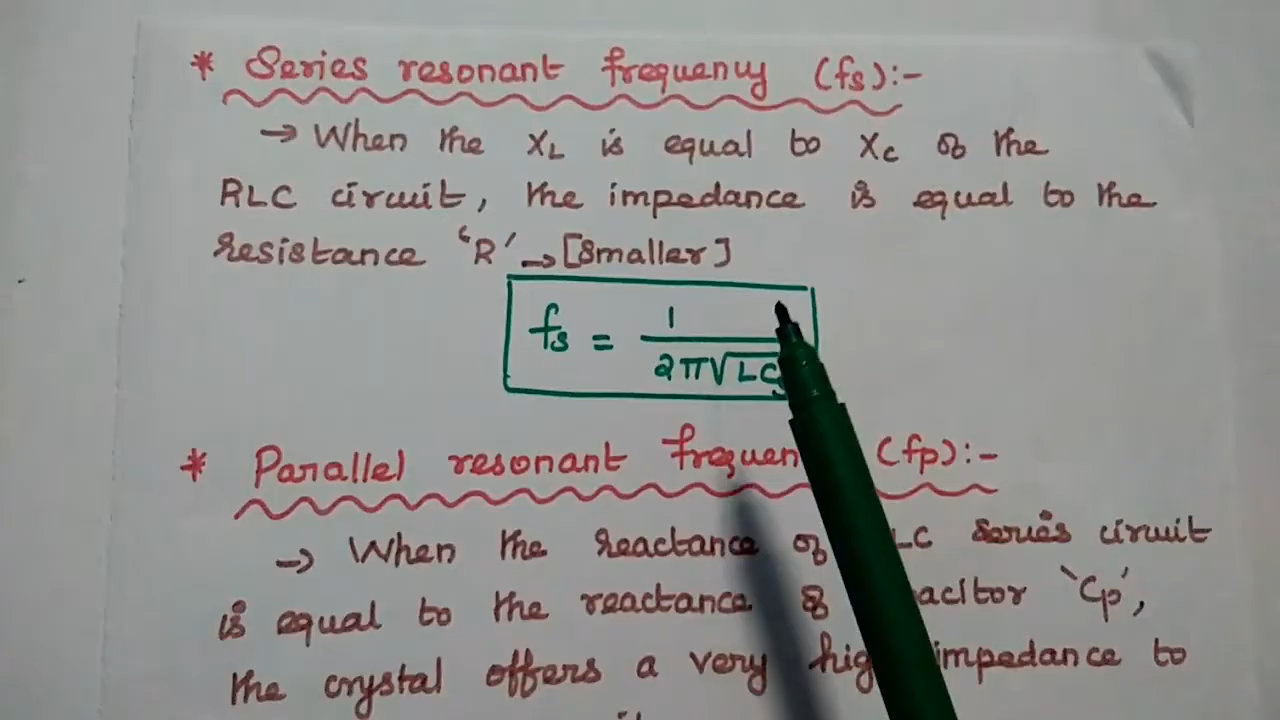 * Series resonant frequency (fs):-
→ When the XL is equal to Xc of the
RLC circuit, the impedance is equal to the
resistance 'R' → [smaller]
fs = 1 / 2π√LC
* Parallel resonant frequen (fp):-
→ When the reactance of LC series circuit
is equal to the reactance of acitor 'Cp',
the crystal offers a very hig impedance to